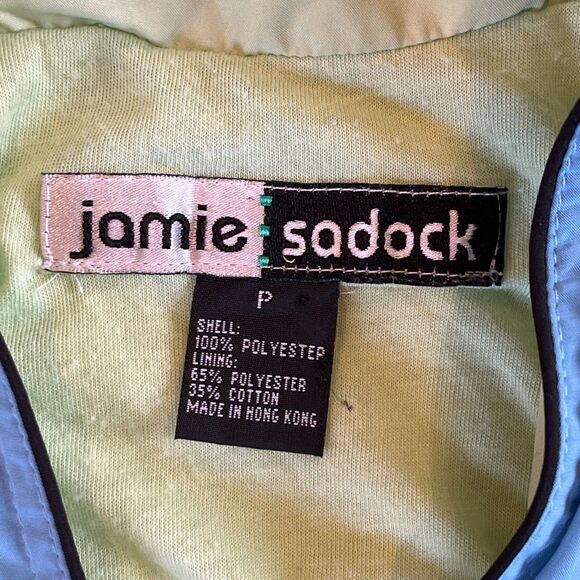 jamie sadock
P
SHELL:
100% POLYESTER
LINING:
65% POLYESTER
35% COTTON
MADE IN HONG KONG